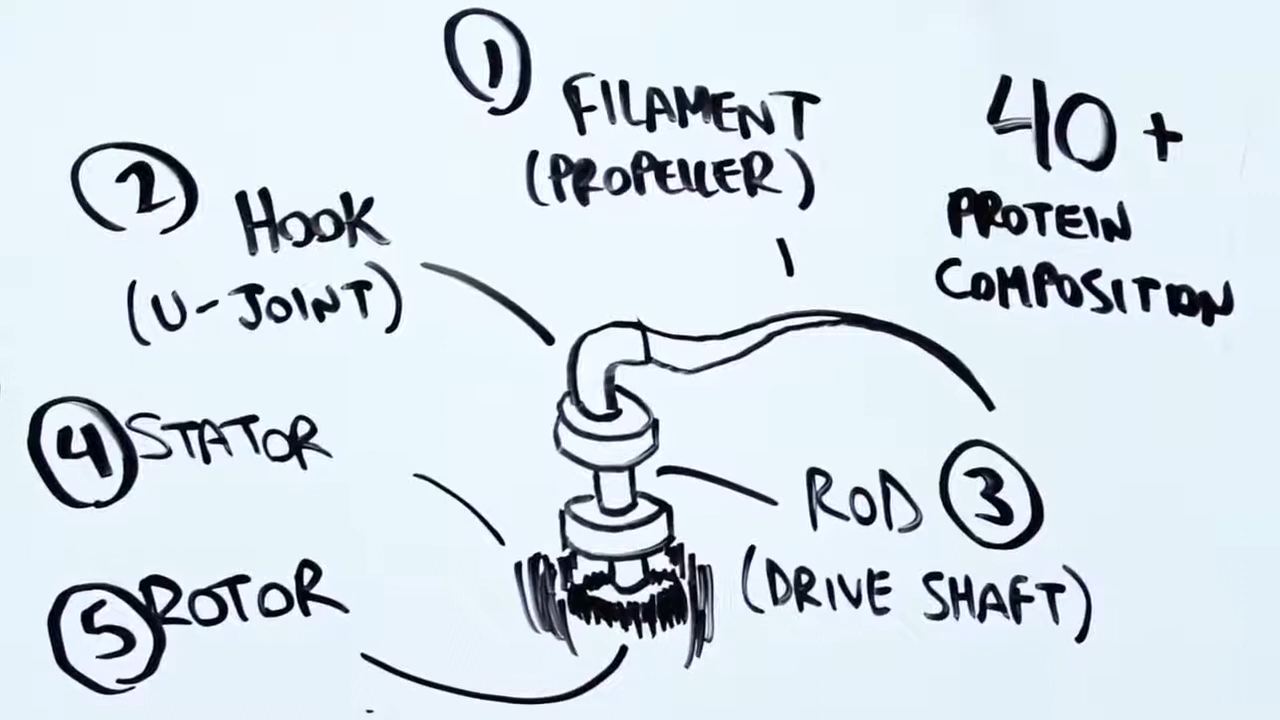 1
FILAMENT
(PROPELLER)
40+
PROTEIN
COMPOSITION
2
HOOK
(U-JOINT)
4 STATOR
ROD 3
(DRIVE SHAFT)
5 ROTOR